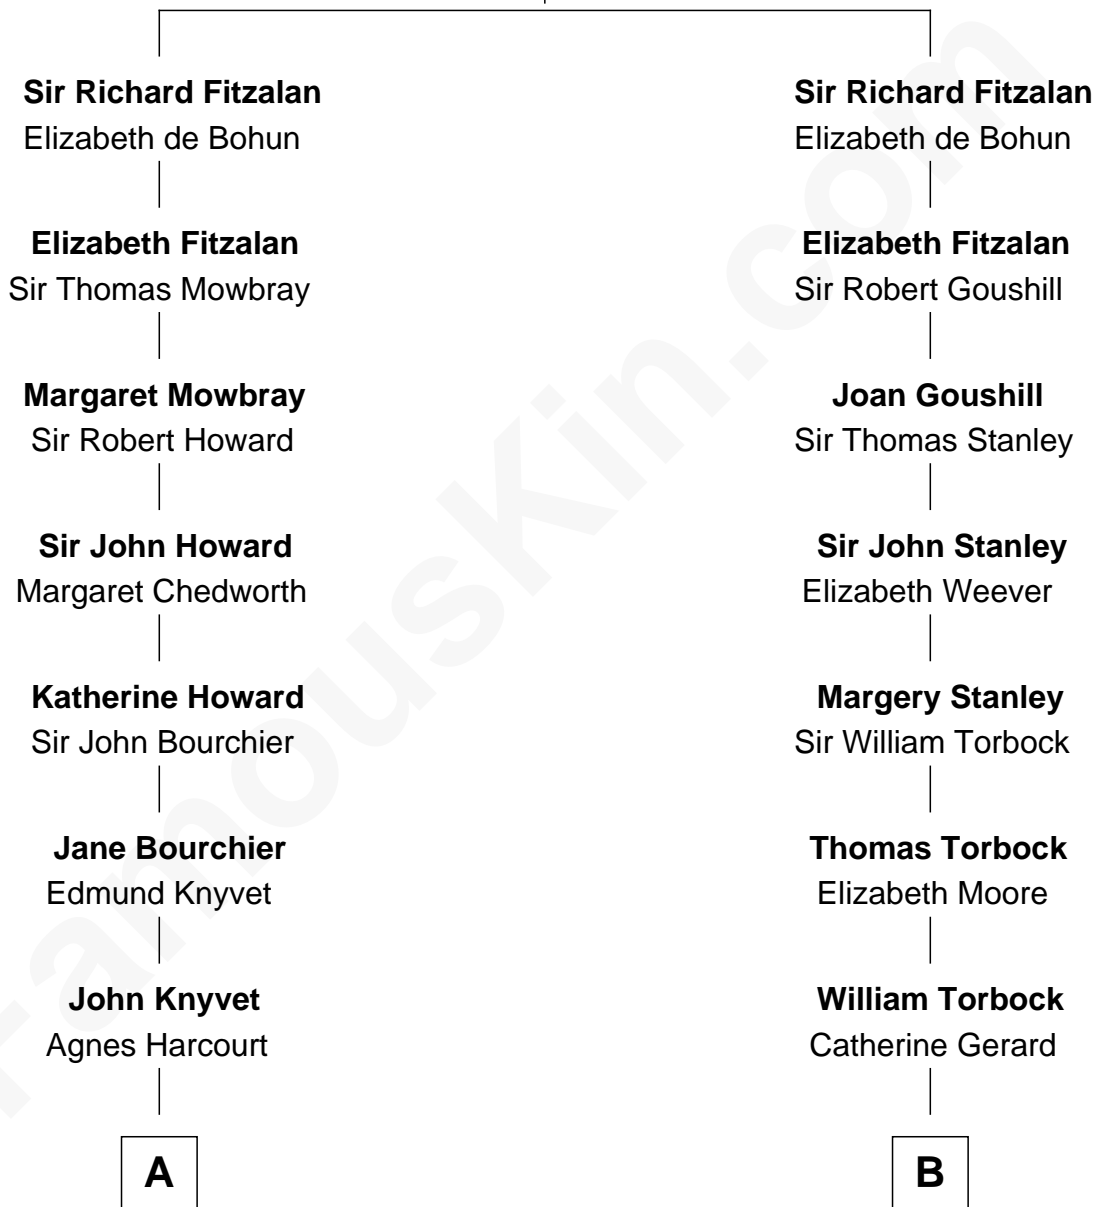 Sir Richard Fitzalan
Elizabeth de Bohun
Elizabeth Fitzalan
Sir Thomas Mowbray
Margaret Mowbray
Sir Robert Howard
Sir John Howard
Margaret Chedworth
Katherine Howard
Sir John Bourchier
Jane Bourchier
Edmund Knyvet
John Knyvet
Agnes Harcourt
A
Sir Richard Fitzalan
Elizabeth de Bohun
Elizabeth Fitzalan
Sir Robert Goushill
Joan Goushill
Sir Thomas Stanley
Sir John Stanley
Elizabeth Weever
Margery Stanley
Sir William Torbock
Thomas Torbock
Elizabeth Moore
William Torbock
Catherine Gerard
B
FamousKin.com